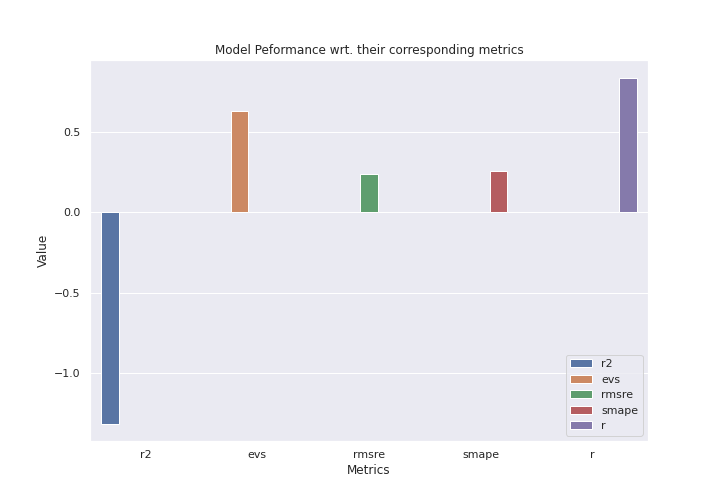 Model Peformance wrt. their corresponding metrics
0.5
0.0
−0.5
−1.0
Value
r2
evs
rmsre
smape
r
r2 evs rmsre smape r
Metrics